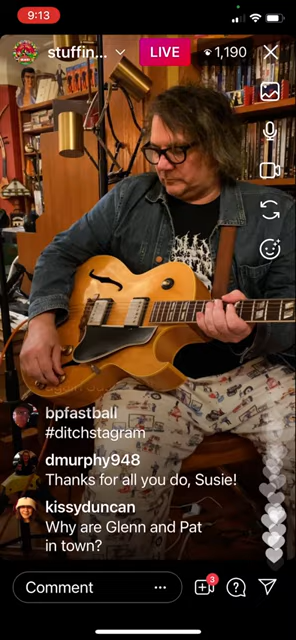 9:13
stuffin...
LIVE
1,190
bpfastball
#ditchstagram
dmurphy948
Thanks for all you do, Susie!
kissyduncan
Why are Glenn and Pat
in town?
Comment
3